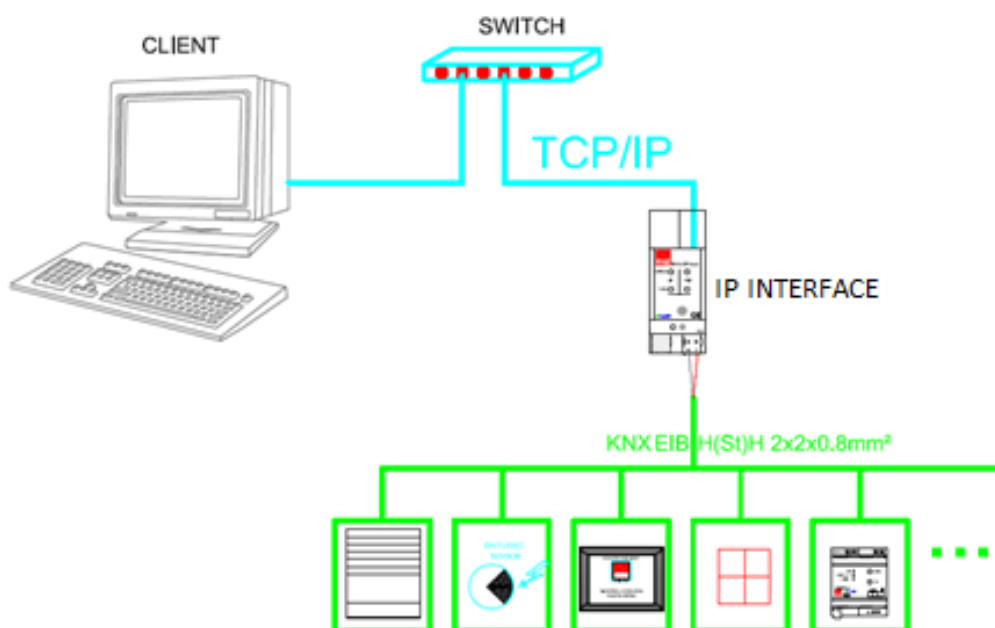 SWITCH
CLIENT
TCP/IP
IP INTERFACE
KNX EIB H(St)H 2x2x0.8mm²